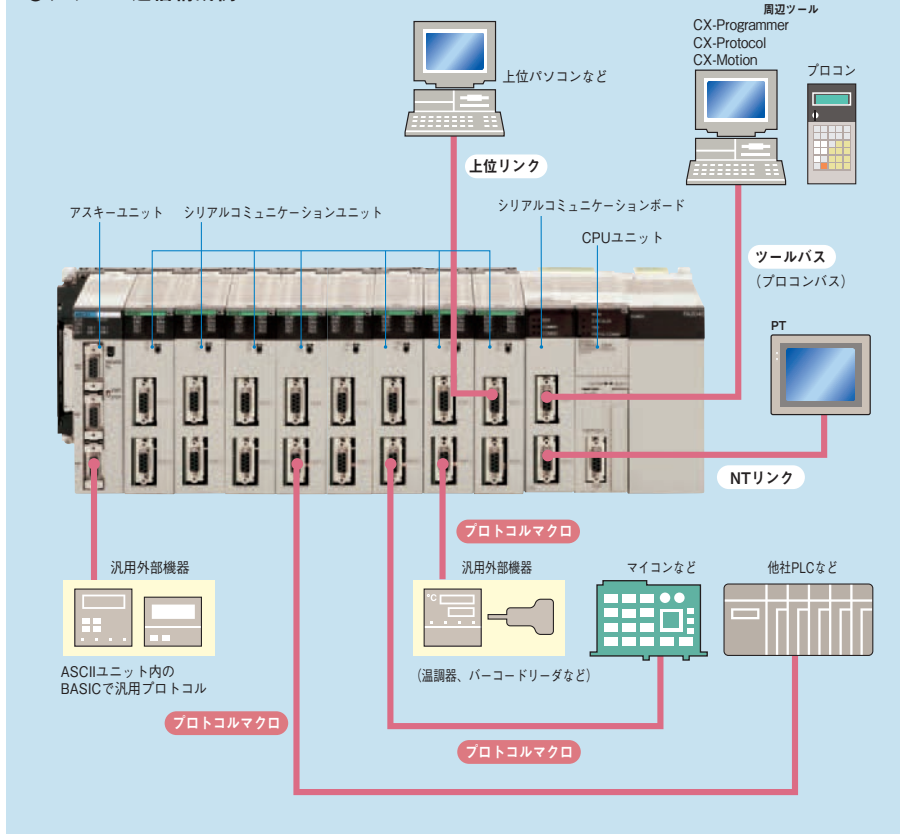 周辺ツール
CX-Programmer
CX-Protocol
CX-Motion
プロコン
上位パソコンなど
上位リンク
アスキーユニット
シリアルコミュニケーションユニット
シリアルコミュニケーションボード
CPUユニット
ツールバス
(プロコンバス)
PT
NTリンク
プロトコルマクロ
汎用外部機器
汎用外部機器
マイコンなど
他社PLCなど
°C
ASCIIユニット内の
BASICで汎用プロトコル
(温調器、バーコードリーダなど)
プロトコルマクロ
プロトコルマクロ